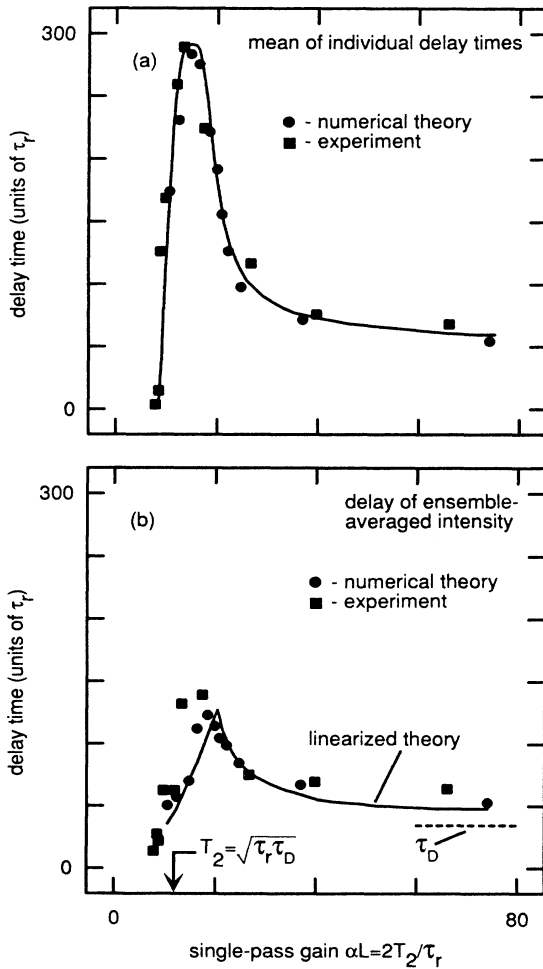 300
mean of individual delay times
(a)
● - numerical theory
■ - experiment
delay time (units of τr)
0
300
(b)
delay of ensemble-
averaged intensity
● - numerical theory
■ - experiment
delay time (units of τr)
linearized theory
τD
T2=√τrτD
0
0
80
single-pass gain αL=2T2/τr